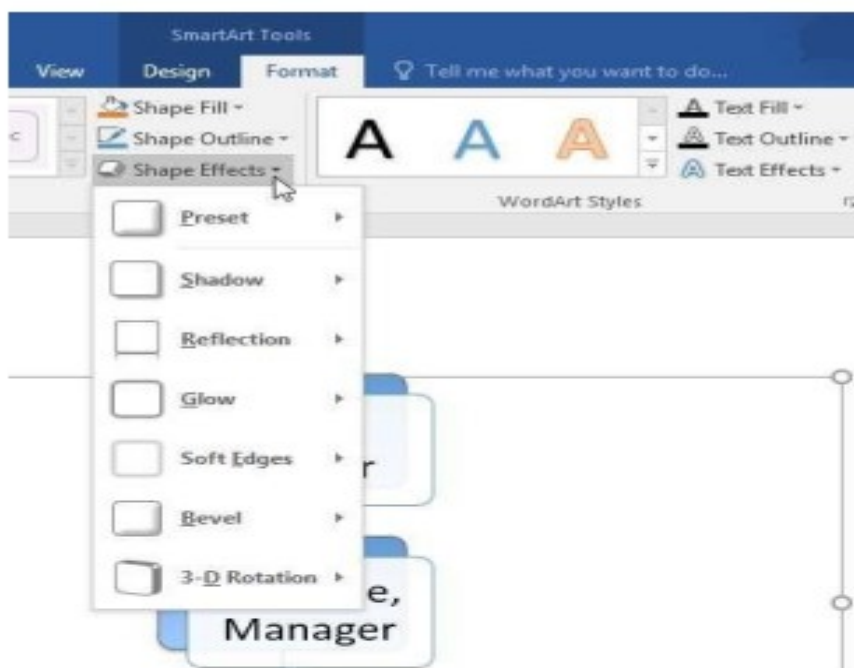 SmartArt Tools
View Design Format Tell me what you want to do...
Shape Fill
Shape Outline
Shape Effects
A A A
Text Fill
Text Outline
Text Effects
WordArt Styles
Preset
Shadow
Reflection
Glow
Soft Edges
Bevel
3-D Rotation
r
e,
Manager